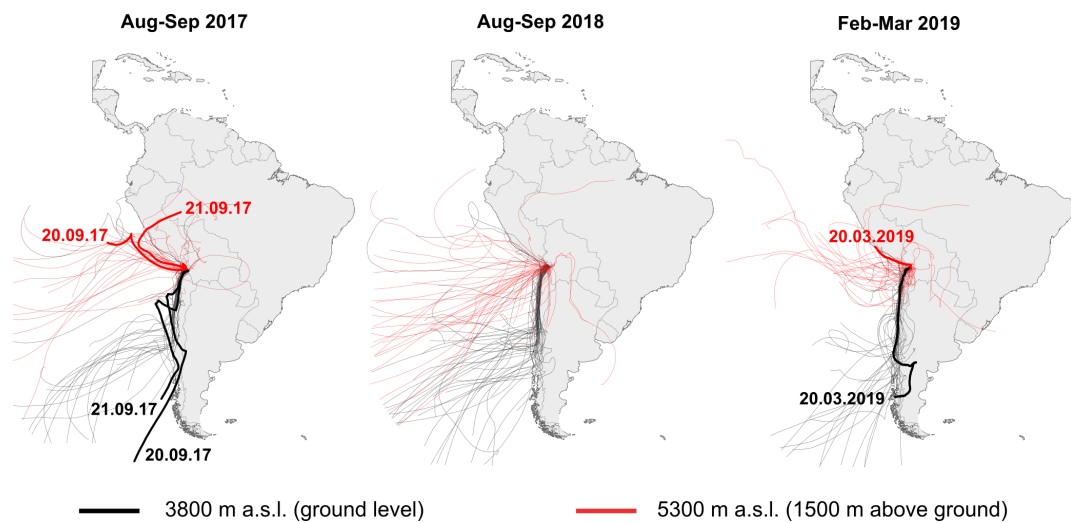 Aug-Sep 2017
Aug-Sep 2018
Feb-Mar 2019
21.09.17
20.09.17
20.03.2019
21.09.17
20.03.2019
20.09.17
3800 m a.s.l. (ground level)
5300 m a.s.l. (1500 m above ground)